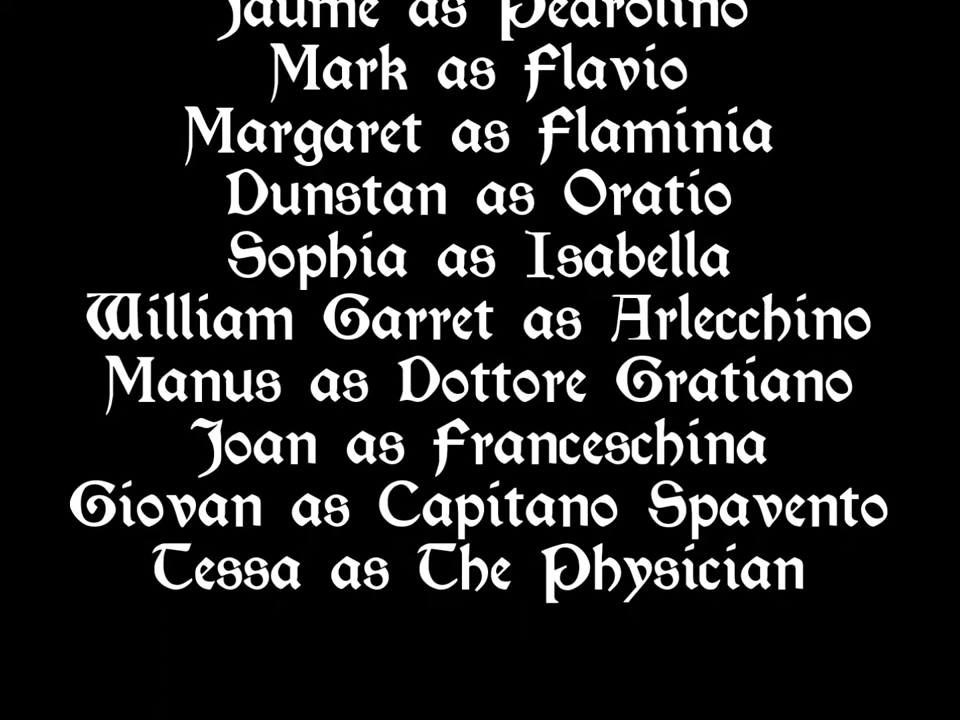 Jaume as Pedrolino
Mark as Flavio
Margaret as Flaminia
Dunstan as Oratio
Sophia as Isabella
William Garret as Arlecchino
Manus as Dottore Gratiano
Joan as Franceschina
Giovan as Capitano Spavento
Tessa as The Physician